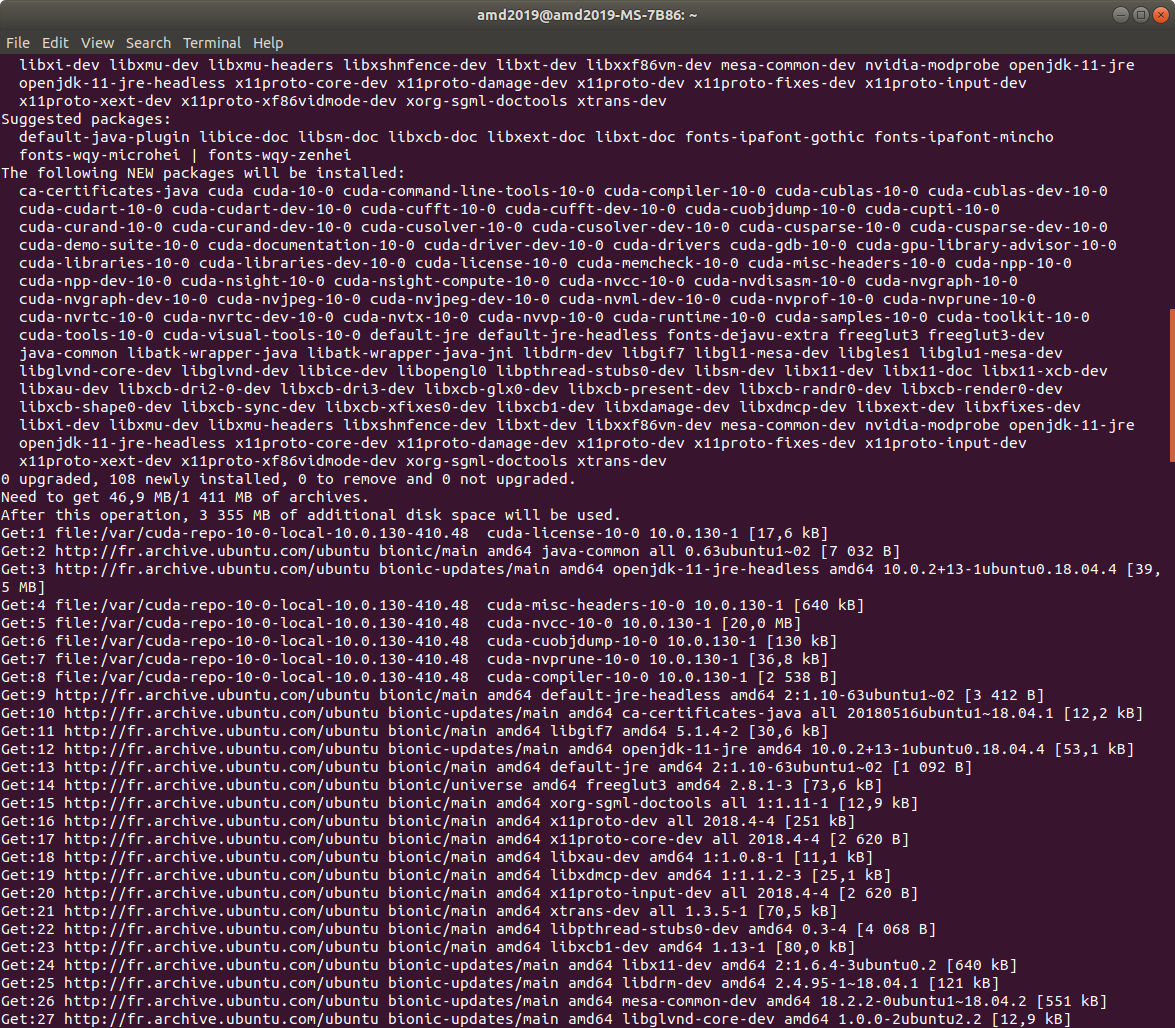 amd2019@amd2019-MS-7B86: ~
File Edit View Search Terminal Help
libxi-dev libxmu-dev libxmu-headers libxshmfence-dev libxt-dev libxxf86vm-dev mesa-common-dev nvidia-modprobe openjdk-11-jre
openjdk-11-jre-headless x11proto-core-dev x11proto-damage-dev x11proto-dev x11proto-fixes-dev x11proto-input-dev
x11proto-xext-dev x11proto-xf86vidmode-dev xorg-sgml-doctools xtrans-dev
Suggested packages:
default-java-plugin libice-doc libsm-doc libxcb-doc libxext-doc libxt-doc fonts-ipafont-gothic fonts-ipafont-mincho
fonts-wqy-microhei | fonts-wqy-zenhei
The following NEW packages will be installed:
ca-certificates-java cuda cuda-10-0 cuda-command-line-tools-10-0 cuda-compiler-10-0 cuda-cublas-10-0 cuda-cublas-dev-10-0
cuda-cudart-10-0 cuda-cudart-dev-10-0 cuda-cufft-10-0 cuda-cufft-dev-10-0 cuda-cuobjdump-10-0 cuda-cupti-10-0
cuda-curand-10-0 cuda-curand-dev-10-0 cuda-cusolver-10-0 cuda-cusolver-dev-10-0 cuda-cusparse-10-0 cuda-cusparse-dev-10-0
cuda-demo-suite-10-0 cuda-documentation-10-0 cuda-driver-dev-10-0 cuda-drivers cuda-gdb-10-0 cuda-gpu-library-advisor-10-0
cuda-libraries-10-0 cuda-libraries-dev-10-0 cuda-license-10-0 cuda-memcheck-10-0 cuda-misc-headers-10-0 cuda-npp-10-0
cuda-npp-dev-10-0 cuda-nsight-10-0 cuda-nsight-compute-10-0 cuda-nvcc-10-0 cuda-nvdisasm-10-0 cuda-nvgraph-10-0
cuda-nvgraph-dev-10-0 cuda-nvjpeg-10-0 cuda-nvjpeg-dev-10-0 cuda-nvml-dev-10-0 cuda-nvprof-10-0 cuda-nvprune-10-0
cuda-nvrtc-10-0 cuda-nvrtc-dev-10-0 cuda-nvtx-10-0 cuda-nvvp-10-0 cuda-runtime-10-0 cuda-samples-10-0 cuda-toolkit-10-0
cuda-tools-10-0 cuda-visual-tools-10-0 default-jre default-jre-headless fonts-dejavu-extra freeglut3 freeglut3-dev
java-common libatk-wrapper-java libatk-wrapper-java-jni libdrm-dev libgif7 libgl1-mesa-dev libgles1 libglu1-mesa-dev
libglvnd-core-dev libglvnd-dev libice-dev libopengl0 libpthread-stubs0-dev libsm-dev libx11-dev libx11-doc libx11-xcb-dev
libxau-dev libxcb-dri2-0-dev libxcb-dri3-dev libxcb-glx0-dev libxcb-present-dev libxcb-randr0-dev libxcb-render0-dev
libxcb-shape0-dev libxcb-sync-dev libxcb-xfixes0-dev libxcb1-dev libxdamage-dev libxdmcp-dev libxext-dev libxfixes-dev
libxi-dev libxmu-dev libxmu-headers libxshmfence-dev libxt-dev libxxf86vm-dev mesa-common-dev nvidia-modprobe openjdk-11-jre
openjdk-11-jre-headless x11proto-core-dev x11proto-damage-dev x11proto-dev x11proto-fixes-dev x11proto-input-dev
x11proto-xext-dev x11proto-xf86vidmode-dev xorg-sgml-doctools xtrans-dev
0 upgraded, 108 newly installed, 0 to remove and 0 not upgraded.
Need to get 46,9 MB/1 411 MB of archives.
After this operation, 3 355 MB of additional disk space will be used.
Get:1 file:/var/cuda-repo-10-0-local-10.0.130-410.48  cuda-license-10-0 10.0.130-1 [17,6 kB]
Get:2 http://fr.archive.ubuntu.com/ubuntu bionic/main amd64 java-common all 0.63ubuntu1~02 [7 032 B]
Get:3 http://fr.archive.ubuntu.com/ubuntu bionic-updates/main amd64 openjdk-11-jre-headless amd64 10.0.2+13-1ubuntu0.18.04.4 [39,
5 MB]
Get:4 file:/var/cuda-repo-10-0-local-10.0.130-410.48  cuda-misc-headers-10-0 10.0.130-1 [640 kB]
Get:5 file:/var/cuda-repo-10-0-local-10.0.130-410.48  cuda-nvcc-10-0 10.0.130-1 [20,0 MB]
Get:6 file:/var/cuda-repo-10-0-local-10.0.130-410.48  cuda-cuobjdump-10-0 10.0.130-1 [130 kB]
Get:7 file:/var/cuda-repo-10-0-local-10.0.130-410.48  cuda-nvprune-10-0 10.0.130-1 [36,8 kB]
Get:8 file:/var/cuda-repo-10-0-local-10.0.130-410.48  cuda-compiler-10-0 10.0.130-1 [2 538 B]
Get:9 http://fr.archive.ubuntu.com/ubuntu bionic/main amd64 default-jre-headless amd64 2:1.10-63ubuntu1~02 [3 412 B]
Get:10 http://fr.archive.ubuntu.com/ubuntu bionic-updates/main amd64 ca-certificates-java all 20180516ubuntu1~18.04.1 [12,2 kB]
Get:11 http://fr.archive.ubuntu.com/ubuntu bionic/main amd64 libgif7 amd64 5.1.4-2 [30,6 kB]
Get:12 http://fr.archive.ubuntu.com/ubuntu bionic-updates/main amd64 openjdk-11-jre amd64 10.0.2+13-1ubuntu0.18.04.4 [53,1 kB]
Get:13 http://fr.archive.ubuntu.com/ubuntu bionic/main amd64 default-jre amd64 2:1.10-63ubuntu1~02 [1 092 B]
Get:14 http://fr.archive.ubuntu.com/ubuntu bionic/universe amd64 freeglut3 amd64 2.8.1-3 [73,6 kB]
Get:15 http://fr.archive.ubuntu.com/ubuntu bionic/main amd64 xorg-sgml-doctools all 1:1.11-1 [12,9 kB]
Get:16 http://fr.archive.ubuntu.com/ubuntu bionic/main amd64 x11proto-dev all 2018.4-4 [251 kB]
Get:17 http://fr.archive.ubuntu.com/ubuntu bionic/main amd64 x11proto-core-dev all 2018.4-4 [2 620 B]
Get:18 http://fr.archive.ubuntu.com/ubuntu bionic/main amd64 libxau-dev amd64 1:1.0.8-1 [11,1 kB]
Get:19 http://fr.archive.ubuntu.com/ubuntu bionic/main amd64 libxdmcp-dev amd64 1:1.1.2-3 [25,1 kB]
Get:20 http://fr.archive.ubuntu.com/ubuntu bionic/main amd64 x11proto-input-dev all 2018.4-4 [2 620 B]
Get:21 http://fr.archive.ubuntu.com/ubuntu bionic/main amd64 xtrans-dev all 1.3.5-1 [70,5 kB]
Get:22 http://fr.archive.ubuntu.com/ubuntu bionic/main amd64 libpthread-stubs0-dev amd64 0.3-4 [4 068 B]
Get:23 http://fr.archive.ubuntu.com/ubuntu bionic/main amd64 libxcb1-dev amd64 1.13-1 [80,0 kB]
Get:24 http://fr.archive.ubuntu.com/ubuntu bionic-updates/main amd64 libx11-dev amd64 2:1.6.4-3ubuntu0.2 [640 kB]
Get:25 http://fr.archive.ubuntu.com/ubuntu bionic-updates/main amd64 libdrm-dev amd64 2.4.95-1~18.04.1 [121 kB]
Get:26 http://fr.archive.ubuntu.com/ubuntu bionic-updates/main amd64 mesa-common-dev amd64 18.2.2-0ubuntu1~18.04.2 [551 kB]
Get:27 http://fr.archive.ubuntu.com/ubuntu bionic-updates/main amd64 libglvnd-core-dev amd64 1.0.0-2ubuntu2.2 [12,9 kB]